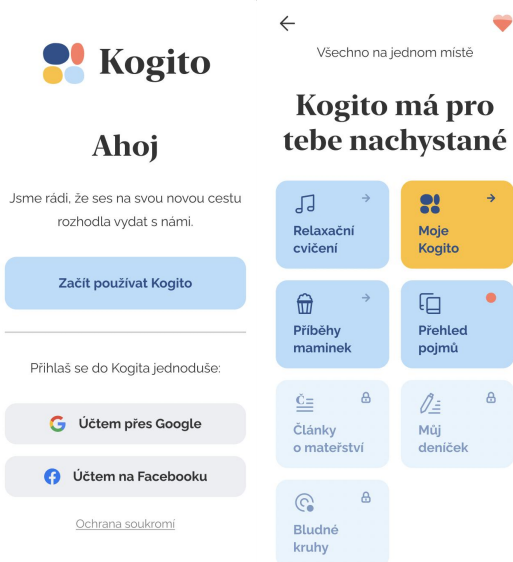 Kogito
Ahoj
Jsme rádi, že ses na svou novou cestu
rozhodla vydat s námi.
Začít používat Kogito
Přihlaš se do Kogita jednoduše:
Účtem přes Google
Účtem na Facebooku
Ochrana soukromí
Všechno na jednom místě
Kogito má pro
tebe nachystané
Relaxační
cvičení
Moje
Kogito
Příběhy
maminek
Přehled
pojmů
Články
o mateřství
Můj
deníček
Bludné
kruhy